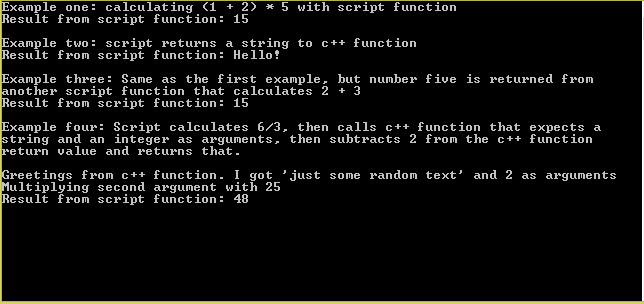 Example one: calculating (1 + 2) * 5 with script function
Result from script function: 15
Example two: script returns a string to c++ function
Result from script function: Hello!
Example three: Same as the first example, but number five is returned from
another script function that calculates 2 + 3
Result from script function: 15
Example four: Script calculates 6/3, then calls c++ function that expects a
string and an integer as arguments, then subtracts 2 from the c++ function
return value and returns that.
Greetings from c++ function. I got 'just some random text' and 2 as arguments
Multiplying second argument with 25
Result from script function: 48